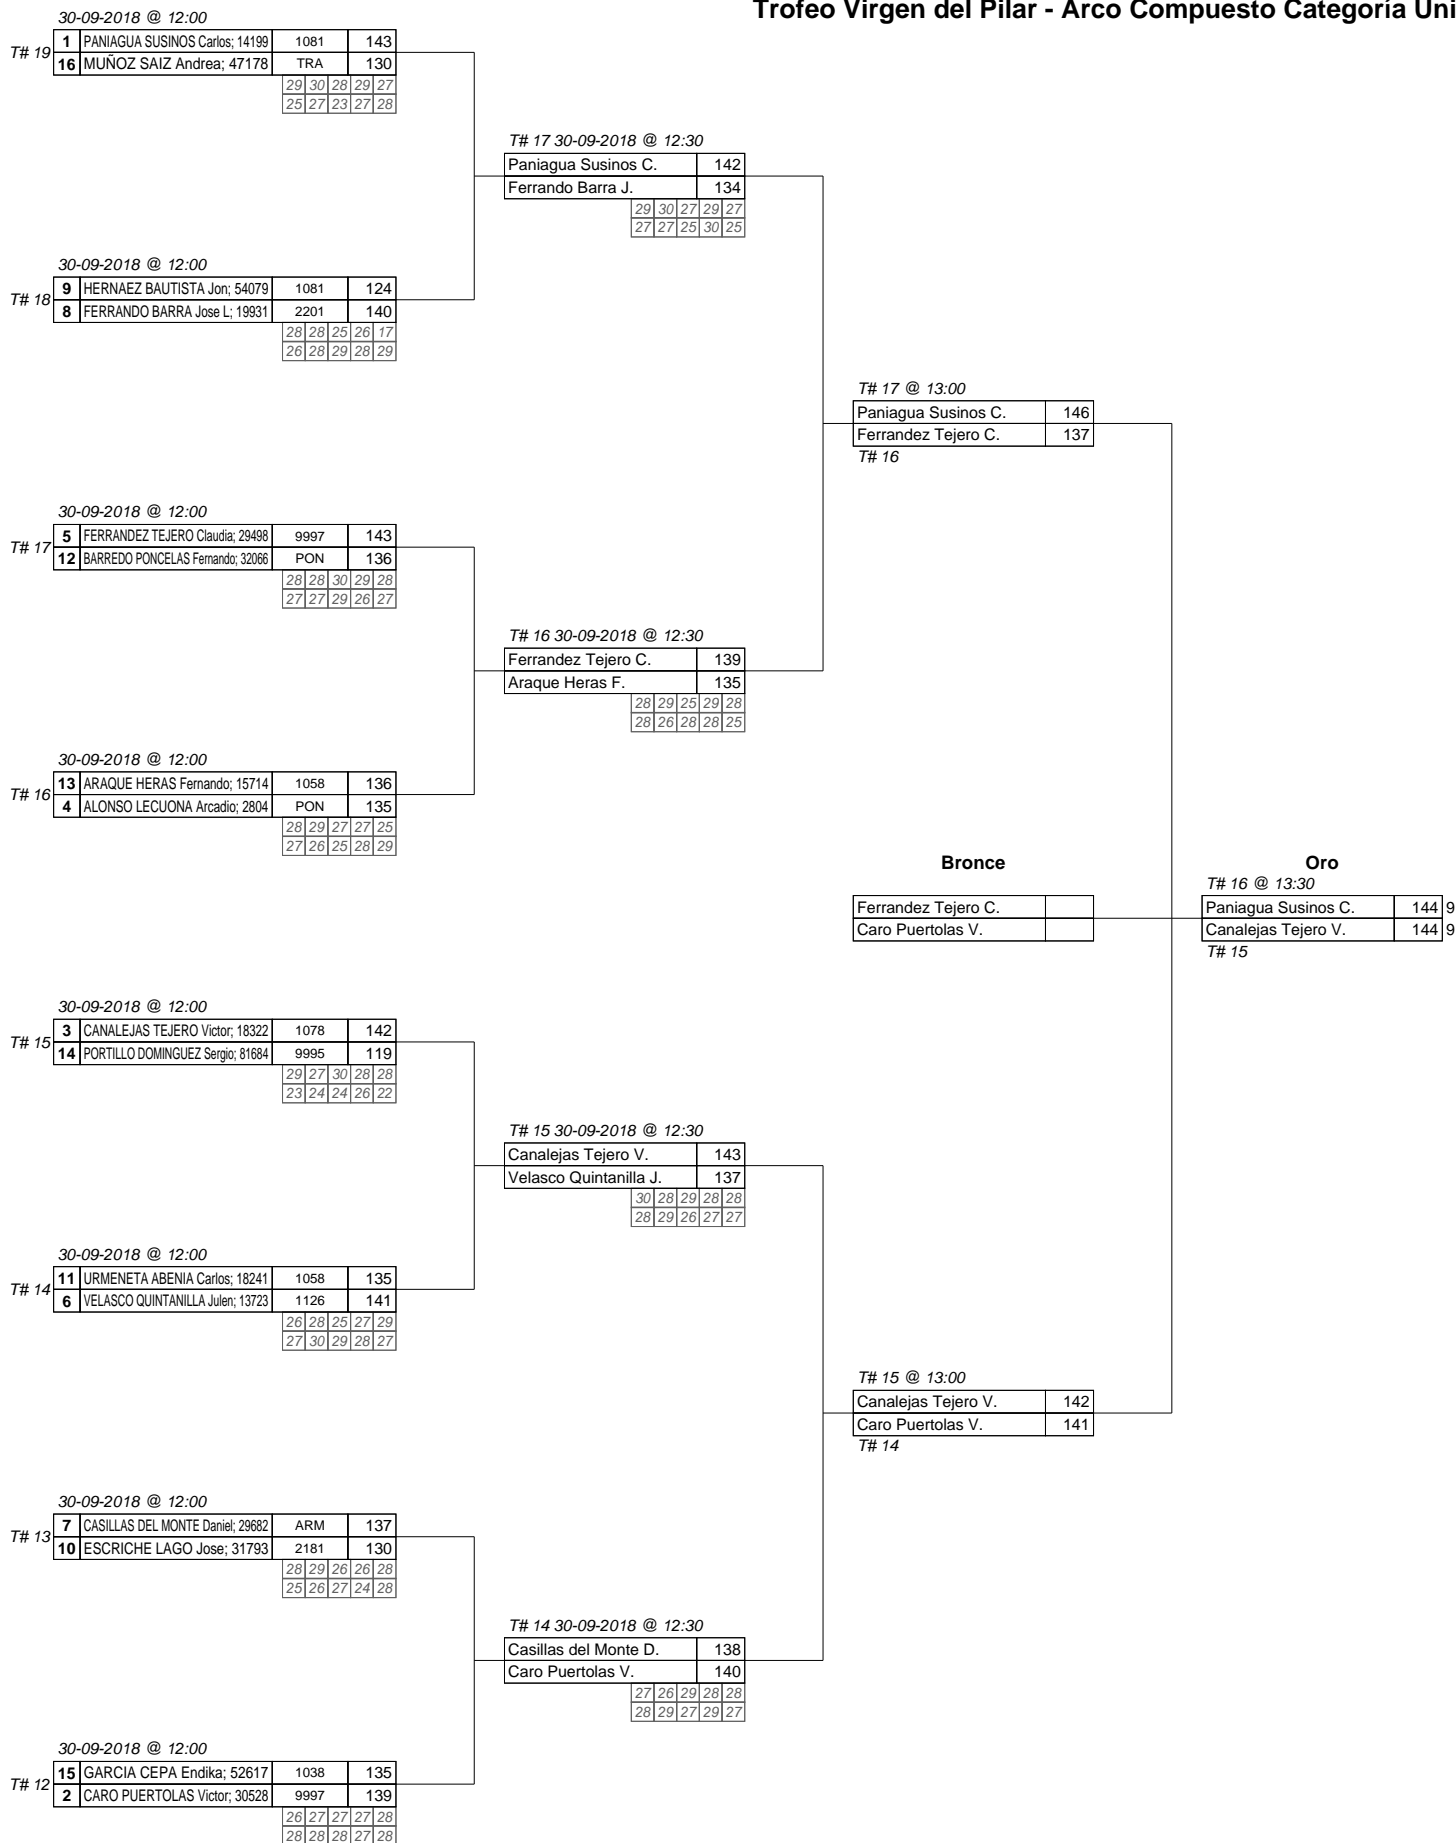 Trofeo Virgen del Pilar - Arco Compuesto Categoría Uni
30-09-2018 @ 12:00
T# 19
1 PANIAGUA SUSINOS Carlos; 14199 1081 143
16 MUÑOZ SAIZ Andrea; 47178 TRA 130
29 30 28 29 27
25 27 23 27 28
T# 17 30-09-2018 @ 12:30
Paniagua Susinos C. 142
Ferrando Barra J. 134
29 30 27 29 27
27 27 25 30 25
30-09-2018 @ 12:00
T# 18
9 HERNAEZ BAUTISTA Jon; 54079 1081 124
8 FERRANDO BARRA Jose L; 19931 2201 140
28 28 25 26 17
26 28 29 28 29
T# 17 @ 13:00
Paniagua Susinos C. 146
Ferrandez Tejero C. 137
T# 16
30-09-2018 @ 12:00
T# 17
5 FERRANDEZ TEJERO Claudia; 29498 9997 143
12 BARREDO PONCELAS Fernando; 32066 PON 136
28 28 30 29 28
27 27 29 26 27
T# 16 30-09-2018 @ 12:30
Ferrandez Tejero C. 139
Araque Heras F. 135
28 29 25 29 28
28 26 28 28 25
30-09-2018 @ 12:00
T# 16
13 ARAQUE HERAS Fernando; 15714 1058 136
4 ALONSO LECUONA Arcadio; 2804 PON 135
28 29 27 27 25
27 26 25 28 29
Bronce
Ferrandez Tejero C.
Caro Puertolas V.
Oro
T# 16 @ 13:30
Paniagua Susinos C. 144 9
Canalejas Tejero V. 144 9
T# 15
30-09-2018 @ 12:00
T# 15
3 CANALEJAS TEJERO Victor; 18322 1078 142
14 PORTILLO DOMINGUEZ Sergio; 81684 9995 119
29 27 30 28 28
23 24 24 26 22
T# 15 30-09-2018 @ 12:30
Canalejas Tejero V. 143
Velasco Quintanilla J. 137
30 28 29 28 28
28 29 26 27 27
30-09-2018 @ 12:00
T# 14
11 URMENETA ABENIA Carlos; 18241 1058 135
6 VELASCO QUINTANILLA Julen; 13723 1126 141
26 28 25 27 29
27 30 29 28 27
T# 15 @ 13:00
Canalejas Tejero V. 142
Caro Puertolas V. 141
T# 14
30-09-2018 @ 12:00
T# 13
7 CASILLAS DEL MONTE Daniel; 29682 ARM 137
10 ESCRICHE LAGO Jose; 31793 2181 130
28 29 26 26 28
25 26 27 24 28
T# 14 30-09-2018 @ 12:30
Casillas del Monte D. 138
Caro Puertolas V. 140
27 26 29 28 28
28 29 27 29 27
30-09-2018 @ 12:00
T# 12
15 GARCIA CEPA Endika; 52617 1038 135
2 CARO PUERTOLAS Victor; 30528 9997 139
26 27 27 27 28
28 28 28 27 28